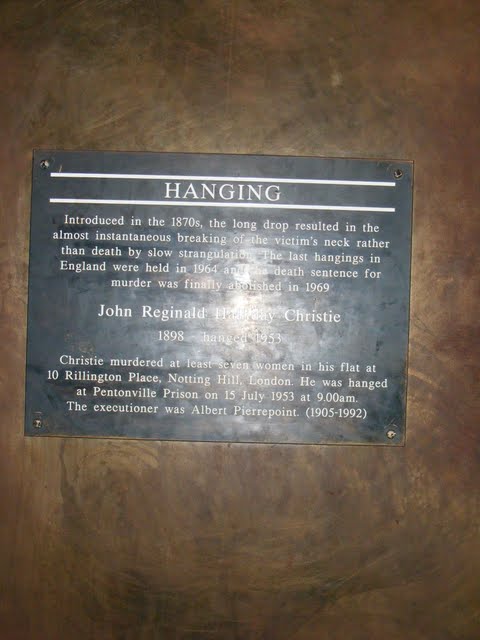 HANGING
Introduced in the 1870s, the long drop resulted in the
almost instantaneous breaking of the victim's neck rather
than death by slow strangulation. The last hangings in
England were held in 1964 and the death sentence for
murder was finally abolished in 1969
John Reginald Halliday Christie
1898 - hanged 1953
Christie murdered at least seven women in his flat at
10 Rillington Place, Notting Hill, London. He was hanged
at Pentonville Prison on 15 July 1953 at 9.00am.
The executioner was Albert Pierrepoint. (1905-1992)